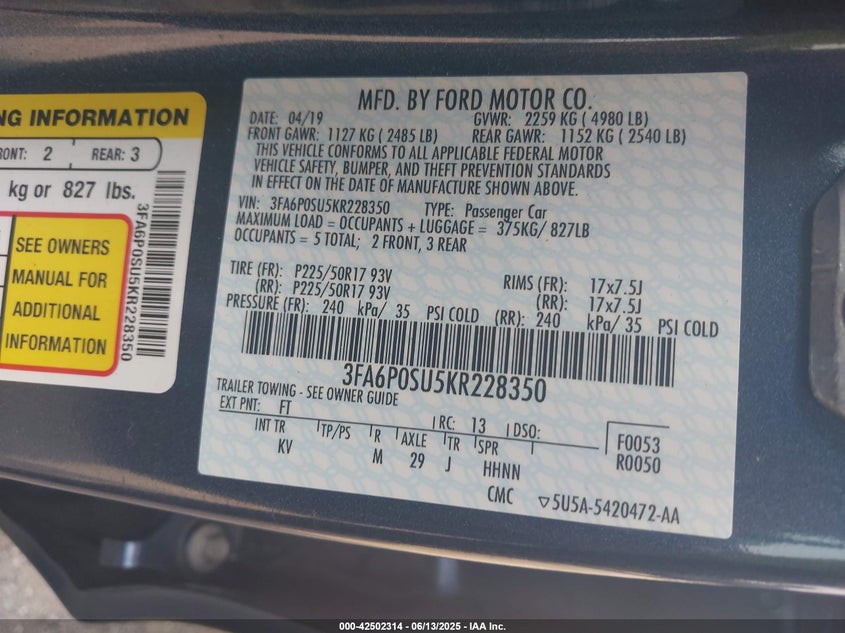 NG INFORMATION
RONT: 2 REAR: 3
kg or 827 lbs.
SEE OWNERS
MANUAL FOR
ADDITIONAL
INFORMATION
3FA6P0SU5KR228350
MFD. BY FORD MOTOR CO.
DATE: 04/19 GVWR: 2259 KG ( 4980 LB)
FRONT GAWR: 1127 KG ( 2485 LB) REAR GAWR: 1152 KG ( 2540 LB)
THIS VEHICLE CONFORMS TO ALL APPLICABLE FEDERAL MOTOR
VEHICLE SAFETY, BUMPER, AND THEFT PREVENTION STANDARDS
IN EFFECT ON THE DATE OF MANUFACTURE SHOWN ABOVE.
VIN: 3FA6P0SU5KR228350 TYPE: Passenger Car
MAXIMUM LOAD = OCCUPANTS + LUGGAGE = 375KG/ 827LB
OCCUPANTS = 5 TOTAL; 2 FRONT, 3 REAR
TIRE (FR): P225/50R17 93V RIMS (FR): 17x7.5J
(RR): P225/50R17 93V (RR): 17x7.5J
PRESSURE (FR): 240 kPa/ 35 PSI COLD (RR): 240 kPa/ 35 PSI COLD
3FA6P0SU5KR228350
TRAILER TOWING - SEE OWNER GUIDE
EXT PNT: FT RC: 13 DSO:
INT TR TP/PS R AXLE TR SPR F0053
KV M 29 J HHNN R0050
CMC ▽5U5A-5420472-AA
000-42502314 - 06/13/2025 - IAA Inc.